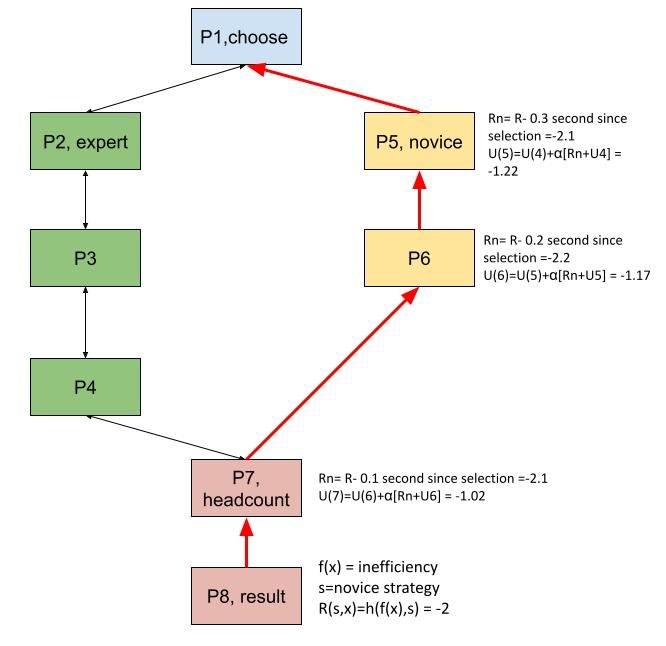 P1,choose
P2, expert
P5, novice
Rn= R- 0.3 second since
selection =-2.1
U(5)=U(4)+α[Rn+U4] =
-1.22
P3
P6
Rn= R- 0.2 second since
selection =-2.2
U(6)=U(5)+α[Rn+U5] = -1.17
P4
P7,
headcount
Rn= R- 0.1 second since selection =-2.1
U(7)=U(6)+α[Rn+U6] = -1.02
P8, result
f(x) = inefficiency
s=novice strategy
R(s,x)=h(f(x),s) = -2